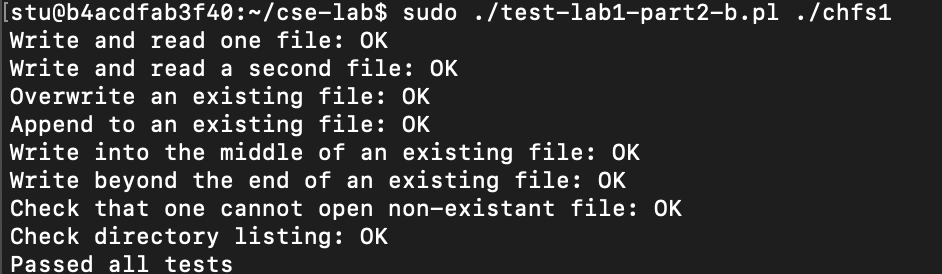 [stu@b4acdfab3f40:~/cse-lab$ sudo ./test-lab1-part2-b.pl ./chfs1
Write and read one file: OK
Write and read a second file: OK
Overwrite an existing file: OK
Append to an existing file: OK
Write into the middle of an existing file: OK
Write beyond the end of an existing file: OK
Check that one cannot open non-existant file: OK
Check directory listing: OK
Passed all tests